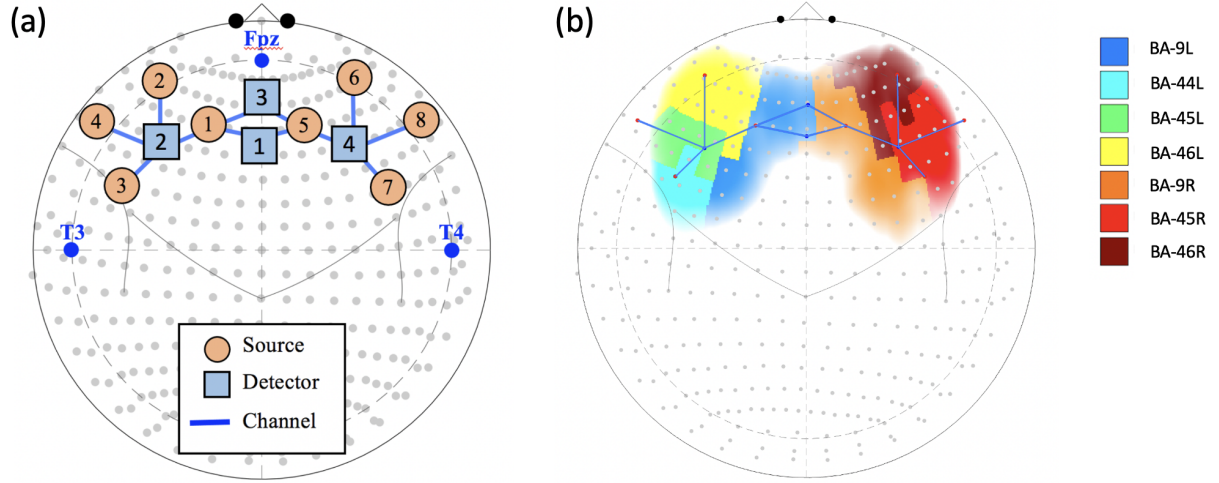 (a)
Fpz
2
6
3
4
1
5
8
2
1
4
3
7
T3
T4
Source
Detector
Channel
(b)
BA-9L
BA-44L
BA-45L
BA-46L
BA-9R
BA-45R
BA-46R